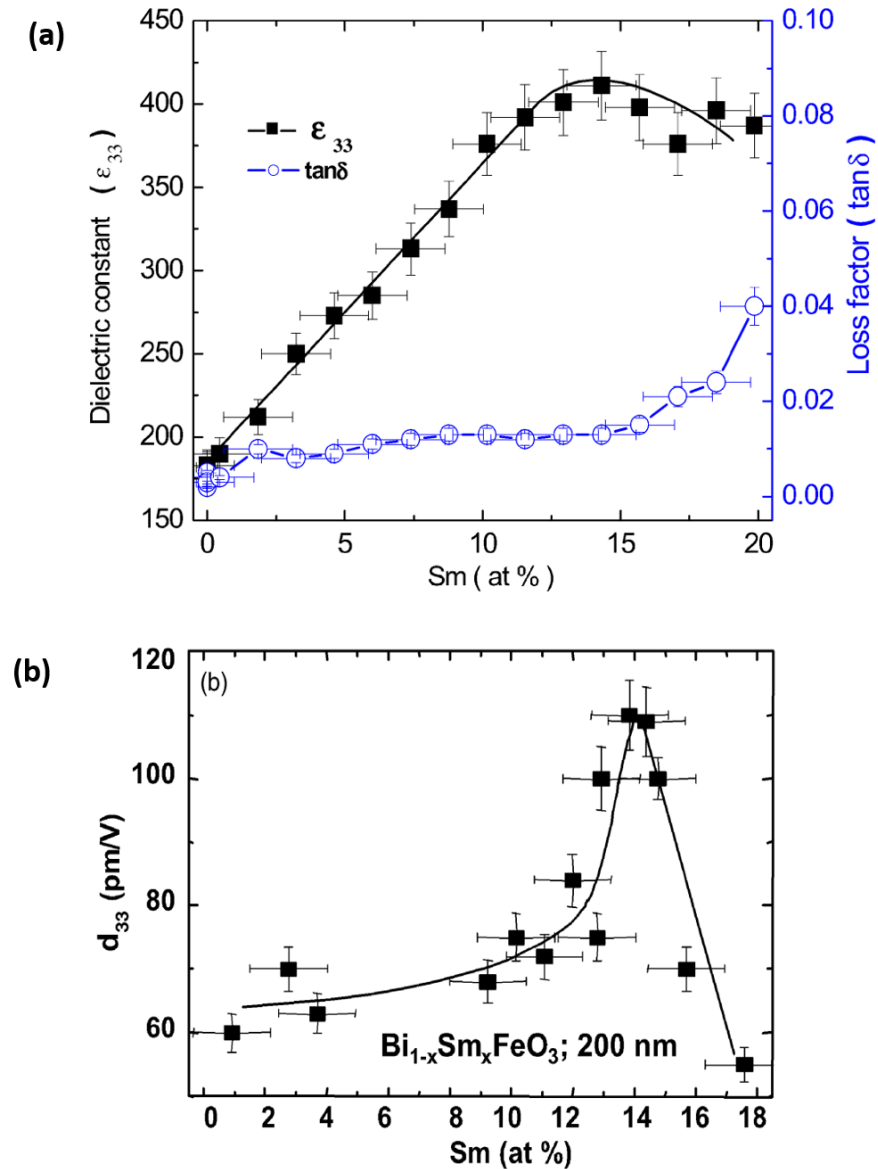 (a)
450
400
350
300
250
200
150
Dielectric constant ( ε33)
ε 33
tanδ
0.10
0.08
0.06
0.04
0.02
0.00
Loss factor ( tanδ)
0 5 10 15 20
Sm ( at %)
(b)
(b)
120
100
80
60
d33 (pm/V)
Bi1-xSmxFeO3; 200 nm
0 2 4 6 8 10 12 14 16 18
Sm (at %)